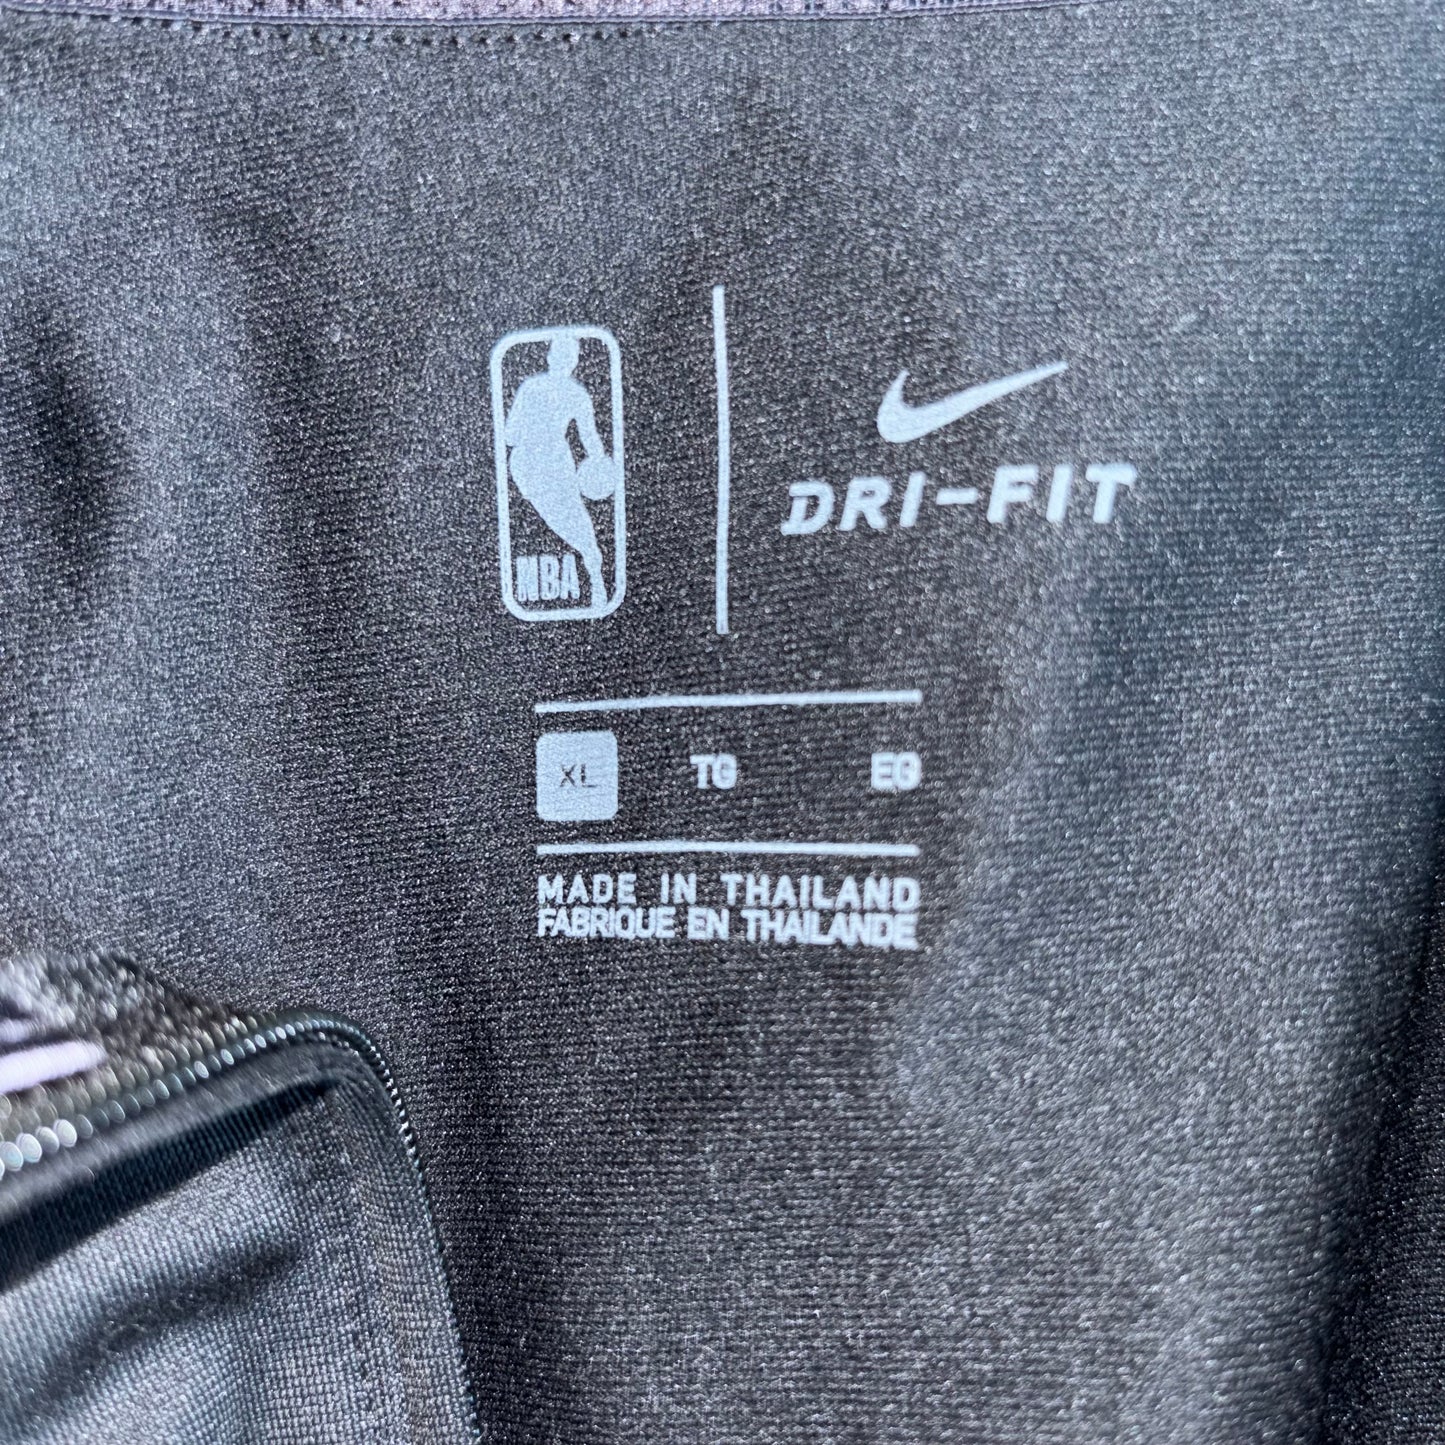 NBA
DRI-FIT
XL TG EG
MADE IN THAILAND
FABRIQUE EN THAILANDE